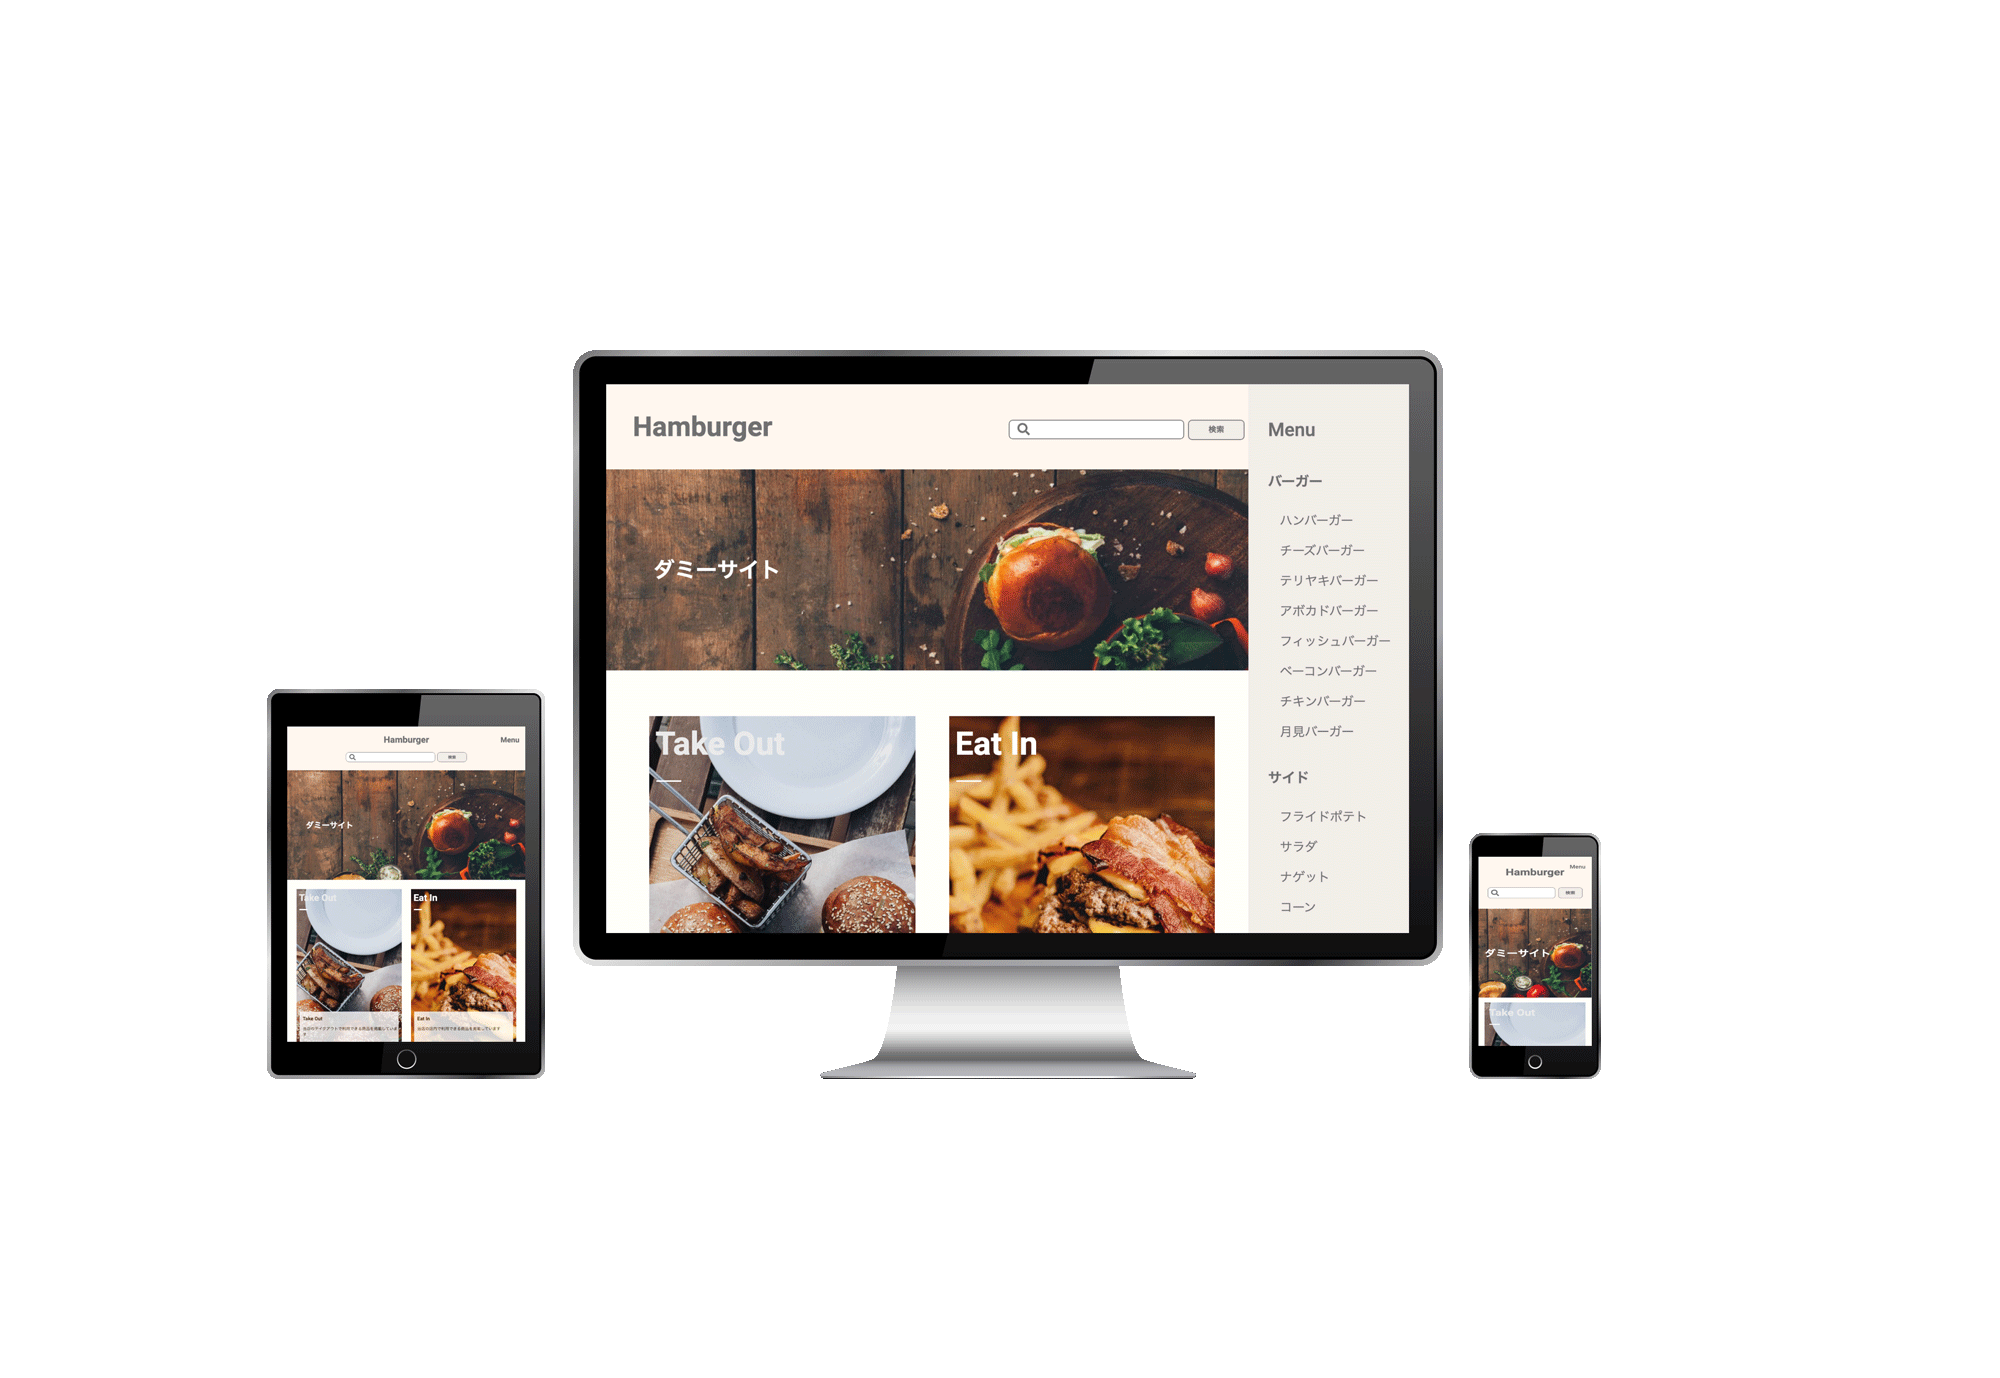 Hamburger
検索
Menu
バーガー
ハンバーガー
チーズバーガー
テリヤキバーガー
アボカドバーガー
フィッシュバーガー
ベーコンバーガー
チキンバーガー
月見バーガー
サイド
フライドポテト
サラダ
ナゲット
コーン
ダミーサイト
Take Out
Eat In
Hamburger
Menu
検索
ダミーサイト
Take Out
Eat In
Take Out
Eat In
Menu
Hamburger
検索
ダミーサイト
Take Out